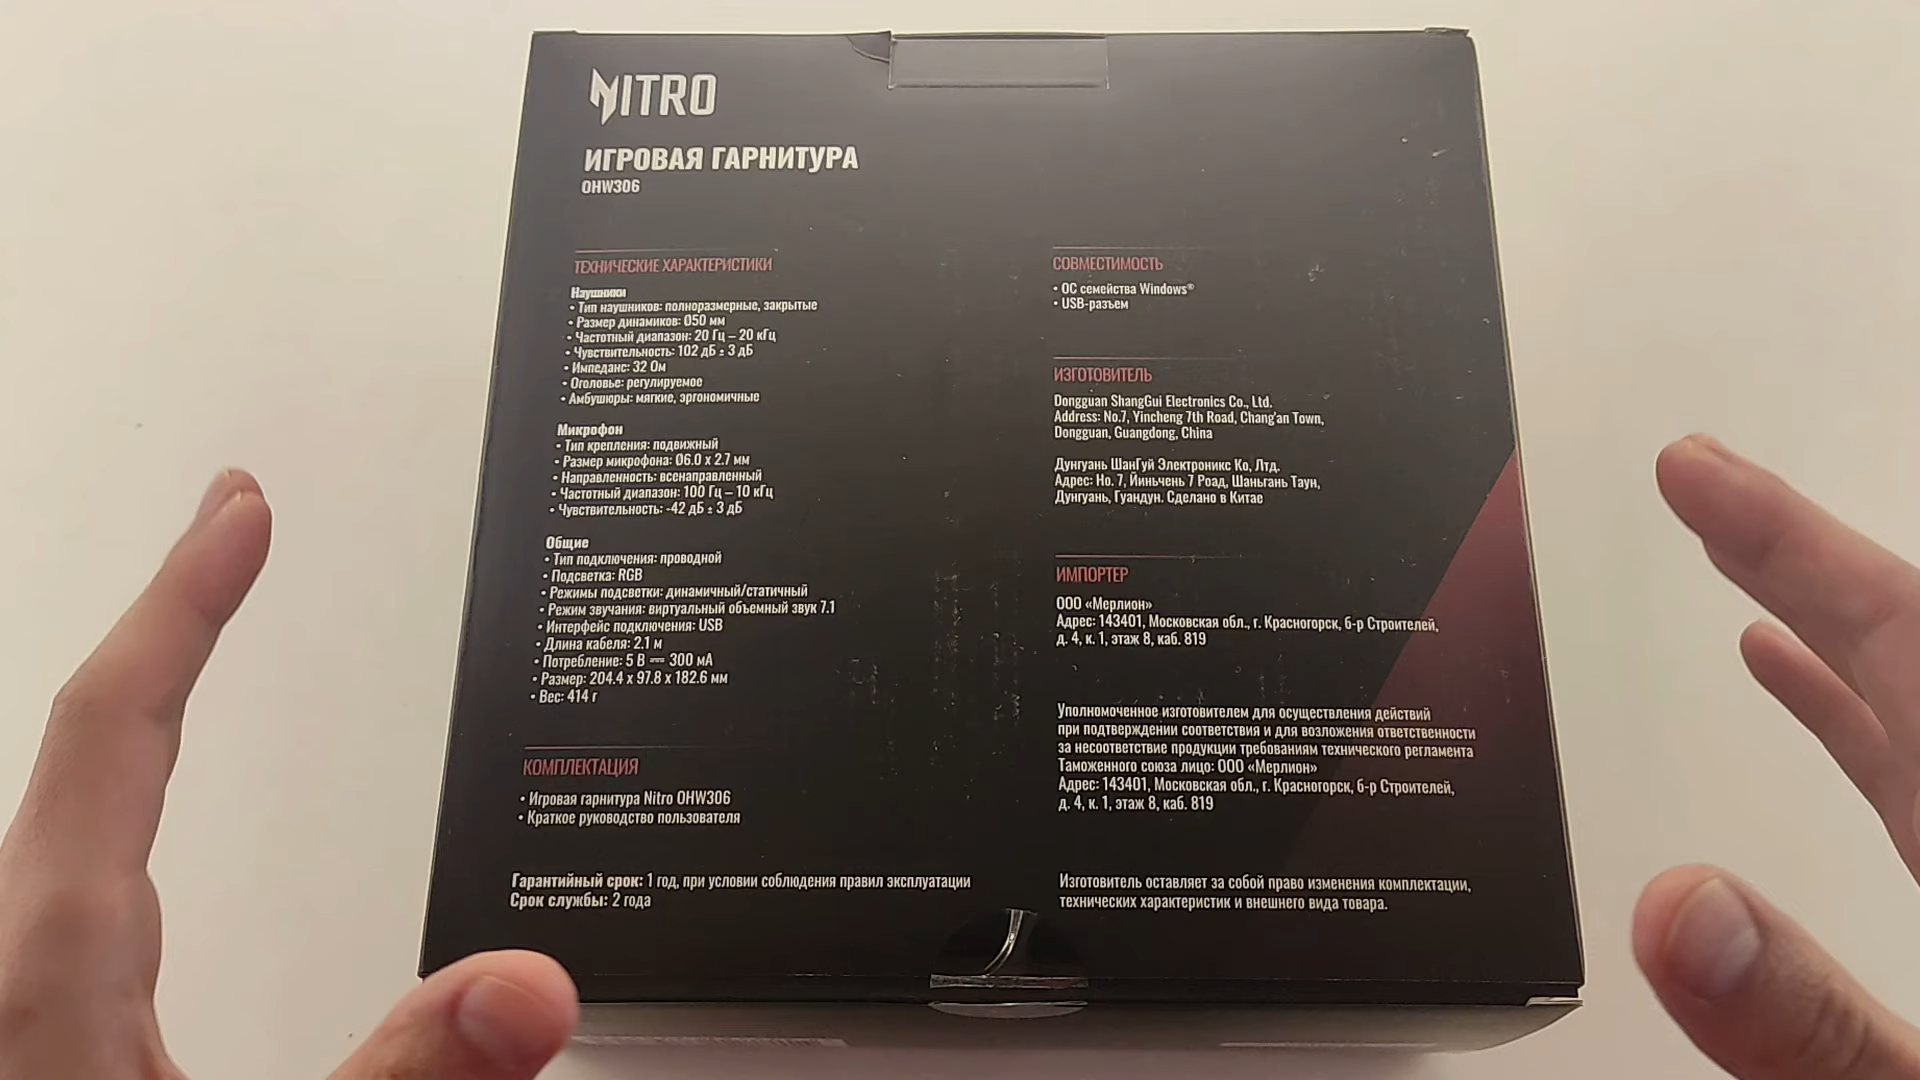 NITRO
ИГРОВАЯ ГАРНИТУРА
OHW306
ТЕХНИЧЕСКИЕ ХАРАКТЕРИСТИКИ
Наушники
• Тип наушников: полноразмерные, закрытые
• Размер динамиков: Ø50 мм
• Частотный диапазон: 20 Гц – 20 кГц
• Чувствительность: 102 дБ ± 3 дБ
• Импеданс: 32 Ом
• Оголовье: регулируемое
• Амбушюры: мягкие, эргономичные
Микрофон
• Тип крепления: подвижный
• Размер микрофона: Ø6.0 x 2.7 мм
• Направленность: всенаправленный
• Частотный диапазон: 100 Гц – 10 кГц
• Чувствительность: -42 дБ ± 3 дБ
Общие
• Тип подключения: проводной
• Подсветка: RGB
• Режимы подсветки: динамичный/статичный
• Режим звучания: виртуальный объемный звук 7.1
• Интерфейс подключения: USB
• Длина кабеля: 2.1 м
• Потребление: 5 В ⎓ 300 мА
• Размер: 204.4 x 97.8 x 182.6 мм
• Вес: 414 г
КОМПЛЕКТАЦИЯ
• Игровая гарнитура Nitro OHW306
• Краткое руководство пользователя
Гарантийный срок: 1 год, при условии соблюдения правил эксплуатации
Срок службы: 2 года
СОВМЕСТИМОСТЬ
• ОС семейства Windows®
• USB-разъем
ИЗГОТОВИТЕЛЬ
Dongguan ShangGui Electronics Co., Ltd.
Address: No.7, Yincheng 7th Road, Chang'an Town,
Dongguan, Guangdong, China
Дунгуань ШанГуй Электроникс Ко, Лтд.
Адрес: Но. 7, Йиньчень 7 Роад, Шаньгань Таун,
Дунгуань, Гуандун. Сделано в Китае
ИМПОРТЕР
ООО «Мерлион»
Адрес: 143401, Московская обл., г. Красногорск, б-р Строителей,
д. 4, к. 1, этаж 8, каб. 819
Уполномоченное изготовителем для осуществления действий
при подтверждении соответствия и для возложения ответственности
за несоответствие продукции требованиям технического регламента
Таможенного союза лицо: ООО «Мерлион»
Адрес: 143401, Московская обл., г. Красногорск, б-р Строителей,
д. 4, к. 1, этаж 8, каб. 819
Изготовитель оставляет за собой право изменения комплектации,
технических характеристик и внешнего вида товара.